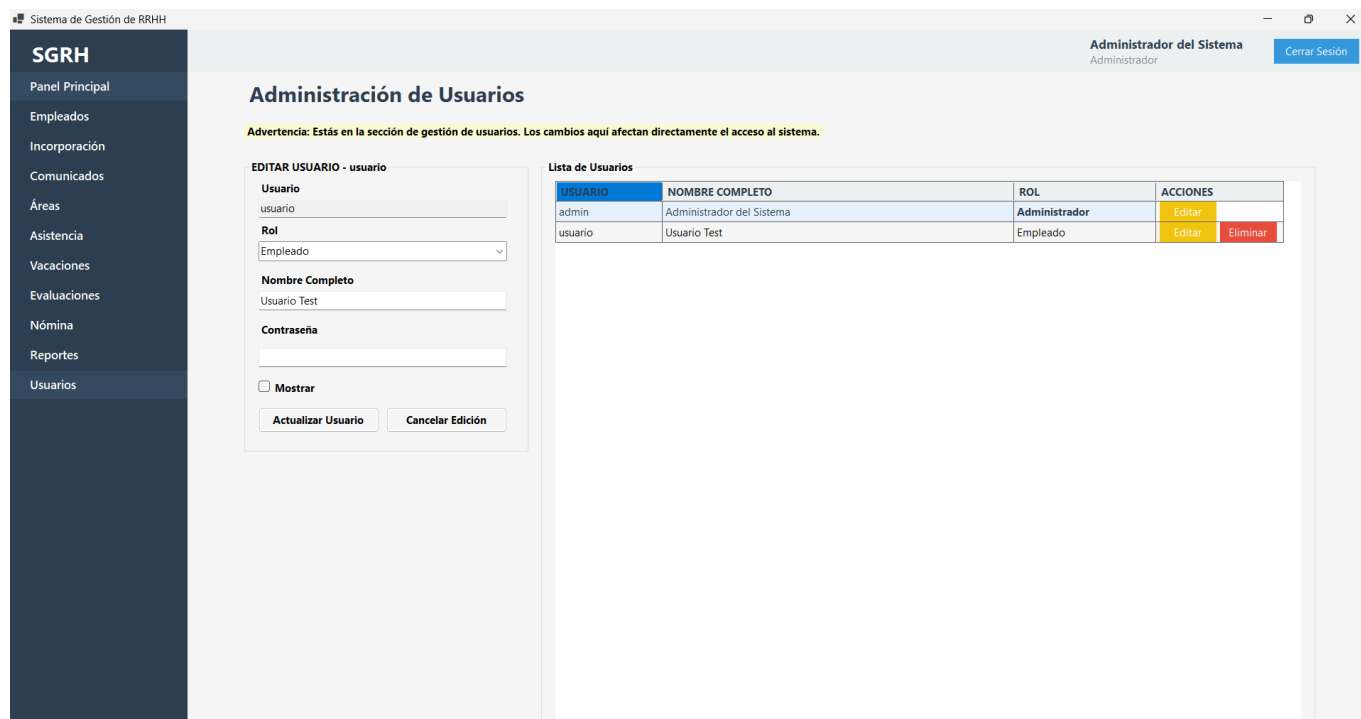 Sistema de Gestión de RRHH
SGRH
Administrador del Sistema
Administrador
Cerrar Sesión
Panel Principal
Empleados
Incorporación
Comunicados
Áreas
Asistencia
Vacaciones
Evaluaciones
Nómina
Reportes
Usuarios
Administración de Usuarios
Advertencia: Estás en la sección de gestión de usuarios. Los cambios aquí afectan directamente el acceso al sistema.
EDITAR USUARIO - usuario
Usuario
usuario
Rol
Empleado
Nombre Completo
Usuario Test
Contraseña
Mostrar
Actualizar Usuario Cancelar Edición
Lista de Usuarios
USUARIO NOMBRE COMPLETO ROL ACCIONES
admin Administrador del Sistema Administrador Editar
usuario Usuario Test Empleado Editar Eliminar